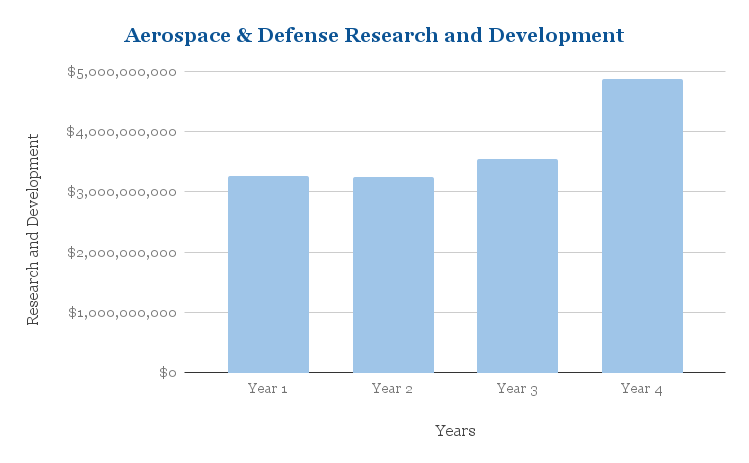 Aerospace & Defense Research and Development
$5,000,000,000
$4,000,000,000
$3,000,000,000
$2,000,000,000
$1,000,000,000
$0
Research and Development
Year 1
Year 2
Year 3
Year 4
Years